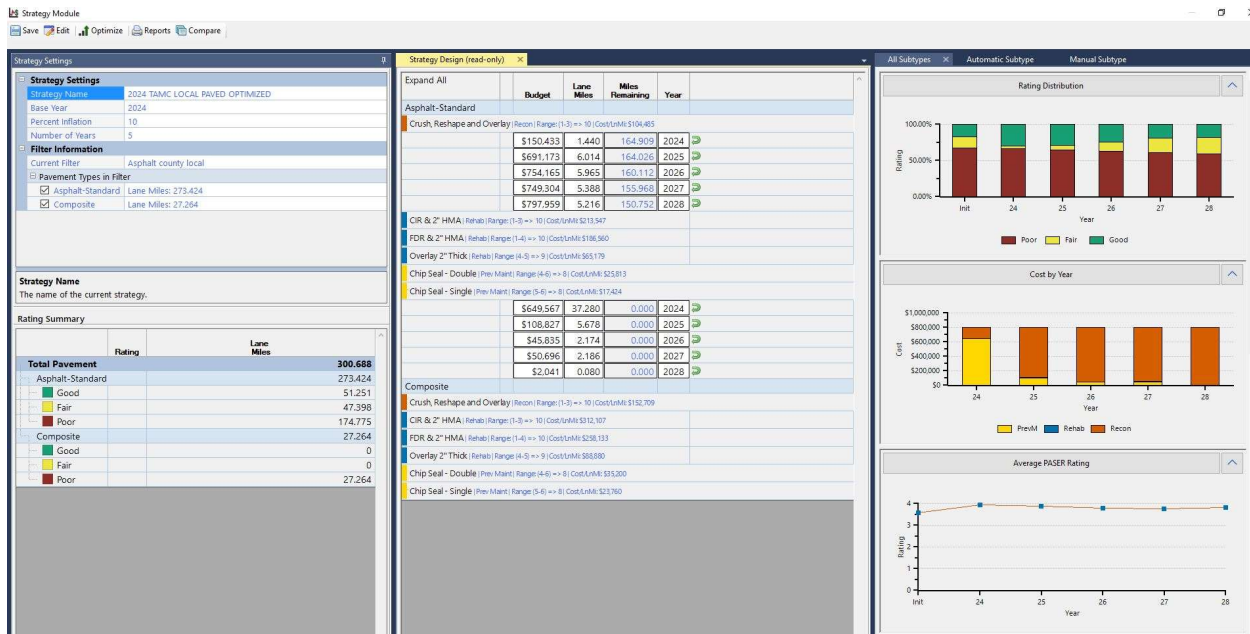 Strategy Module
Save Edit Optimize Reports Compare
Strategy Settings
Strategy Settings
Strategy Name 2024 TAMC LOCAL PAVED OPTIMIZED
Base Year 2024
Percent Inflation 10
Number of Years 5
Filter Information
Current Filter Asphalt county local
Pavement Types in Filter
Asphalt-Standard Lane Miles: 273.424
Composite Lane Miles: 27.264
Strategy Name
The name of the current strategy.
Rating Summary
Rating Lane Miles
Total Pavement 300.688
Asphalt-Standard 273.424
Good 51.251
Fair 47.398
Poor 174.775
Composite 27.264
Good 0
Fair 0
Poor 27.264
Strategy Design (read-only)
Expand All
Budget Lane Miles Miles Remaining Year
Asphalt-Standard
Crush, Reshape and Overlay | Recon | Range: (1-3) => 10 | Cost/LnMi: $104,485
$150,433 1.440 164.909 2024
$691,173 6.014 164.026 2025
$754,165 5.965 160.112 2026
$749,304 5.388 155.968 2027
$797,959 5.216 150.752 2028
CIR & 2" HMA | Rehab | Range: (1-3) => 10 | Cost/LnMi: $213,547
FDR & 2" HMA | Rehab | Range: (1-4) => 10 | Cost/LnMi: $186,560
Overlay 2" Thick | Rehab | Range: (4-5) => 9 | Cost/LnMi: $65,179
Chip Seal - Double | Prev Maint | Range: (4-6) => 8 | Cost/LnMi: $25,813
Chip Seal - Single | Prev Maint | Range: (5-6) => 8 | Cost/LnMi: $17,424
$649,567 37.280 0.000 2024
$108,827 5.678 0.000 2025
$45,835 2.174 0.000 2026
$50,696 2.186 0.000 2027
$2,041 0.080 0.000 2028
Composite
Crush, Reshape and Overlay | Recon | Range: (1-3) => 10 | Cost/LnMi: $152,709
CIR & 2" HMA | Rehab | Range: (1-3) => 10 | Cost/LnMi: $312,107
FDR & 2" HMA | Rehab | Range: (1-4) => 10 | Cost/LnMi: $258,133
Overlay 2" Thick | Rehab | Range: (4-5) => 9 | Cost/LnMi: $88,880
Chip Seal - Double | Prev Maint | Range: (4-6) => 8 | Cost/LnMi: $35,200
Chip Seal - Single | Prev Maint | Range: (5-6) => 8 | Cost/LnMi: $23,760
All Subtypes Automatic Subtype Manual Subtype
Rating Distribution
100.00%
50.00%
0.00%
Rating
Init 24 25 26 27 28
Year
Poor Fair Good
Cost by Year
$1,000,000
$800,000
$600,000
$400,000
$200,000
$0
Cost
24 25 26 27 28
Year
PrevM Rehab Recon
Average PASER Rating
4
3
2
1
0
Rating
Init 24 25 26 27 28
Year